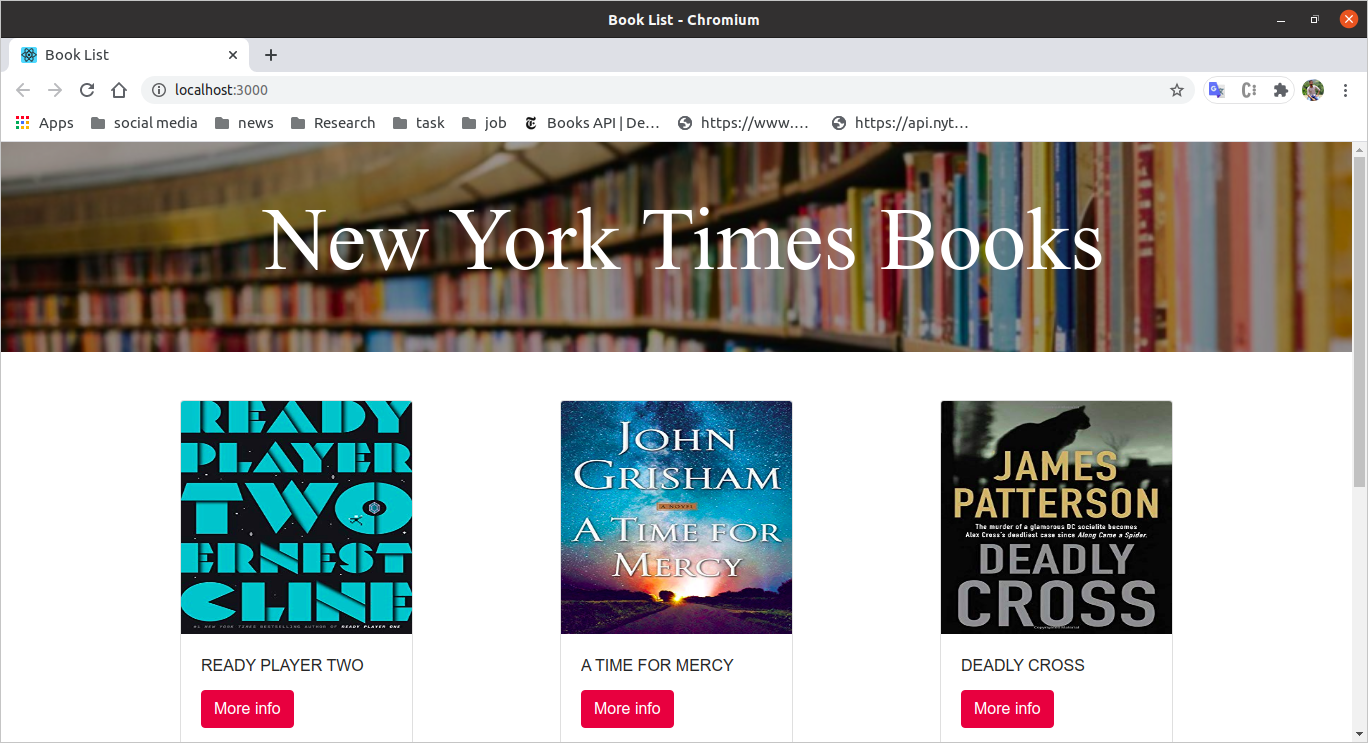 Book List - Chromium
Book List
localhost:3000
Apps social media news Research task job Books API | De… https://www.… https://api.nyt…
New York Times Books
READY
PLAYER
TWO
ERNEST
CLINE
#1 NEW YORK TIMES BESTSELLING AUTHOR OF READY PLAYER ONE
READY PLAYER TWO
More info
JOHN
GRISHAM
A NOVEL
A TIME FOR
MERCY
A TIME FOR MERCY
More info
JAMES
PATTERSON
The murder of a glamorous DC socialite becomes
Alex Cross's deadliest case since Along Came a Spider.
DEADLY
CROSS
Copyrighted Material
DEADLY CROSS
More info